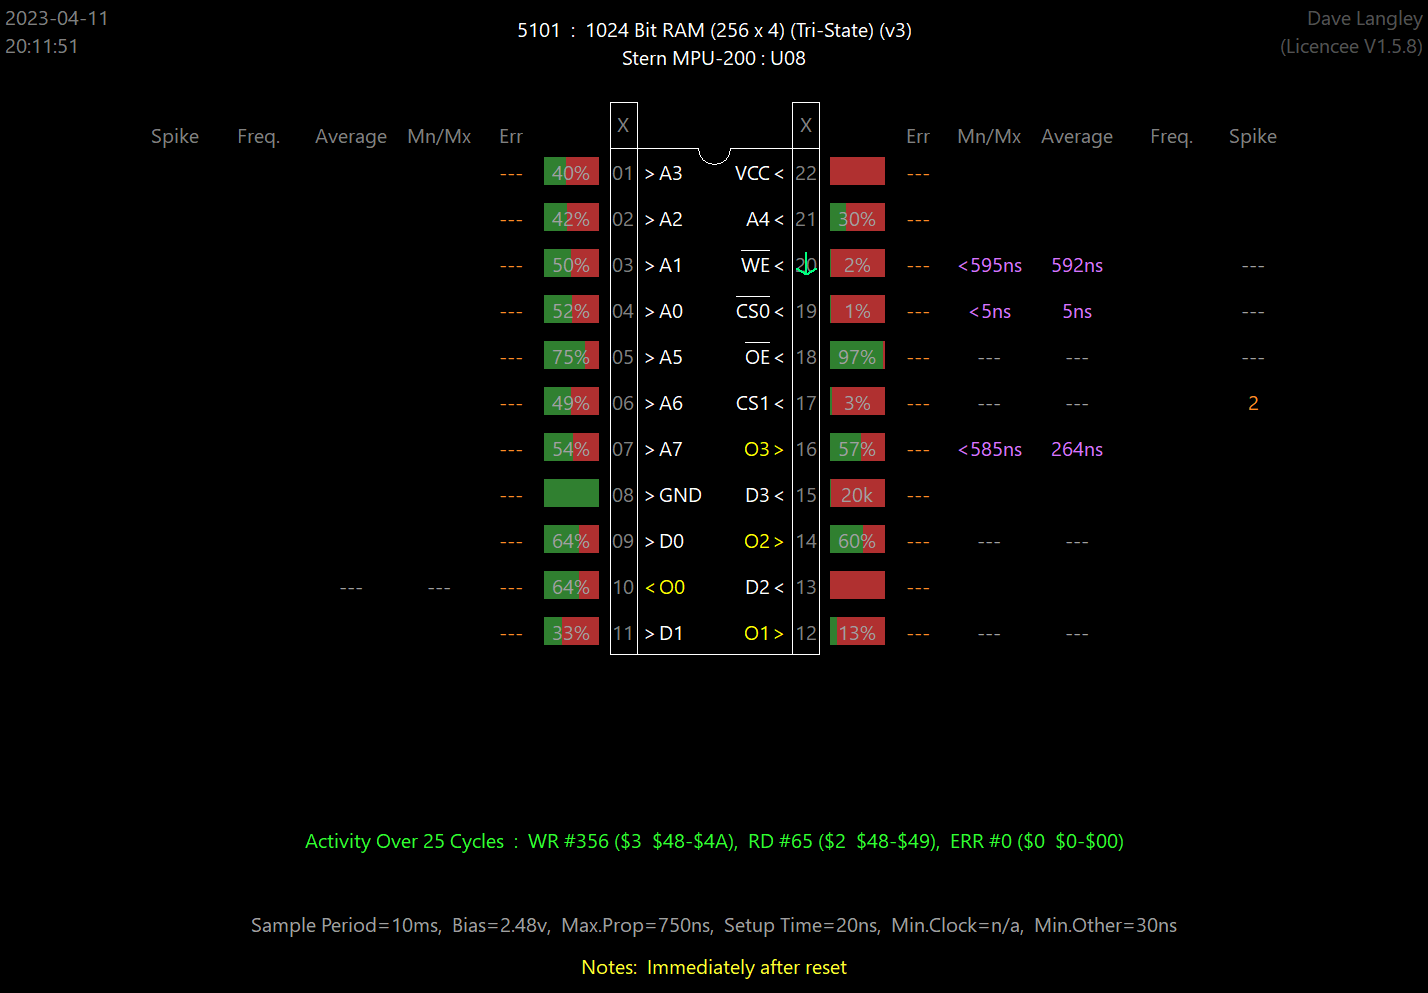 2023-04-11
20:11:51
5101 : 1024 Bit RAM (256 x 4) (Tri-State) (v3)
Stern MPU-200 : U08
Dave Langley
(Licencee V1.5.8)
X X
Spike Freq. Average Mn/Mx Err Err Mn/Mx Average Freq. Spike
--- 40% 01 > A3 VCC < 22 ---
--- 42% 02 > A2 A4 < 21 30% ---
--- 50% 03 > A1 WE < 20 2% --- <595ns 592ns ---
--- 52% 04 > A0 CS0 < 19 1% --- <5ns 5ns ---
--- 75% 05 > A5 OE < 18 97% --- --- --- ---
--- 49% 06 > A6 CS1 < 17 3% --- --- --- 2
--- 54% 07 > A7 O3 > 16 57% --- <585ns 264ns
--- 08 > GND D3 < 15 20k ---
--- 64% 09 > D0 O2 > 14 60% --- --- ---
--- --- --- 64% 10 < O0 D2 < 13 ---
--- 33% 11 > D1 O1 > 12 13% --- --- ---
Activity Over 25 Cycles : WR #356 ($3 $48-$4A), RD #65 ($2 $48-$49), ERR #0 ($0 $0-$00)
Sample Period=10ms, Bias=2.48v, Max.Prop=750ns, Setup Time=20ns, Min.Clock=n/a, Min.Other=30ns
Notes: Immediately after reset